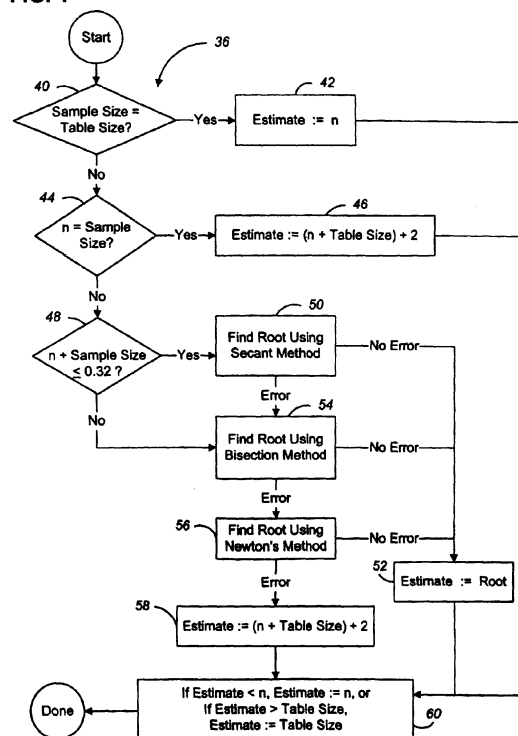 Start
36
40
Sample Size =
Table Size?
Yes
42
Estimate := n
No
44
n = Sample
Size?
Yes
46
Estimate := (n + Table Size) + 2
No
48
n + Sample Size
≤ 0.32 ?
Yes
50
Find Root Using
Secant Method
No Error
Error
No
54
Find Root Using
Bisection Method
No Error
Error
56
Find Root Using
Newton's Method
No Error
Error
52
Estimate := Root
58
Estimate := (n + Table Size) + 2
If Estimate < n, Estimate := n, or
If Estimate > Table Size,
Estimate := Table Size
60
Done